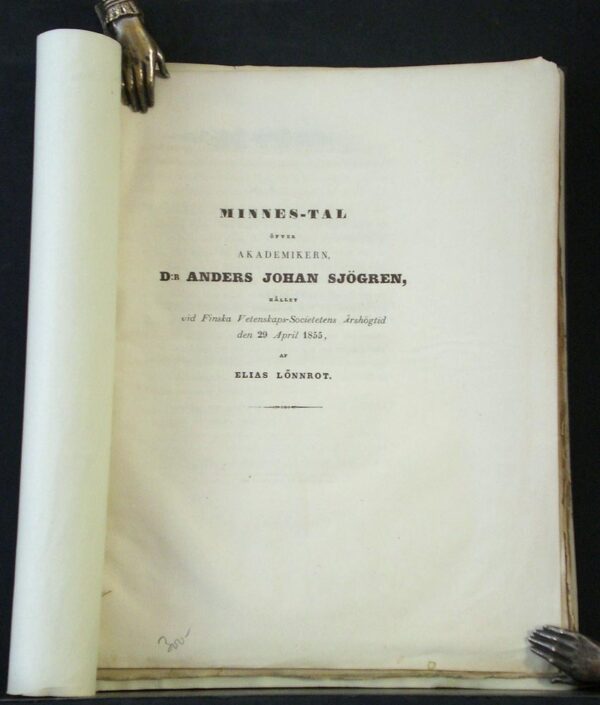 MINNES-TAL
ÖFVER
AKADEMIKERN,
D:R ANDERS JOHAN SJÖGREN,
HÅLLET
vid Finska Vetenskaps-Societetens Årshögtid
den 29 April 1855,
AF
ELIAS LÖNNROT.
300-